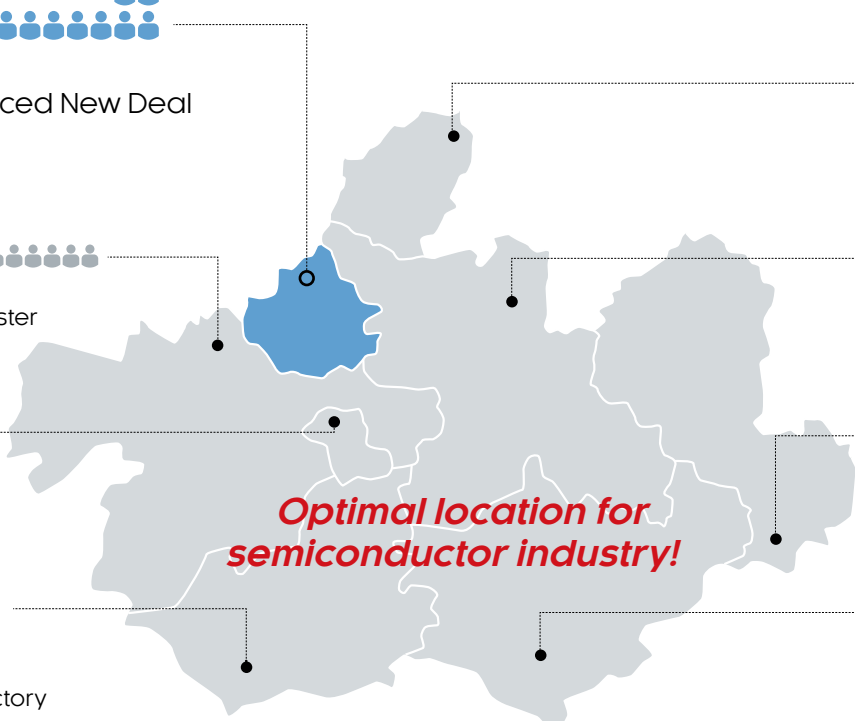 ced New Deal
ster
Optimal location for
semiconductor industry!
ctory